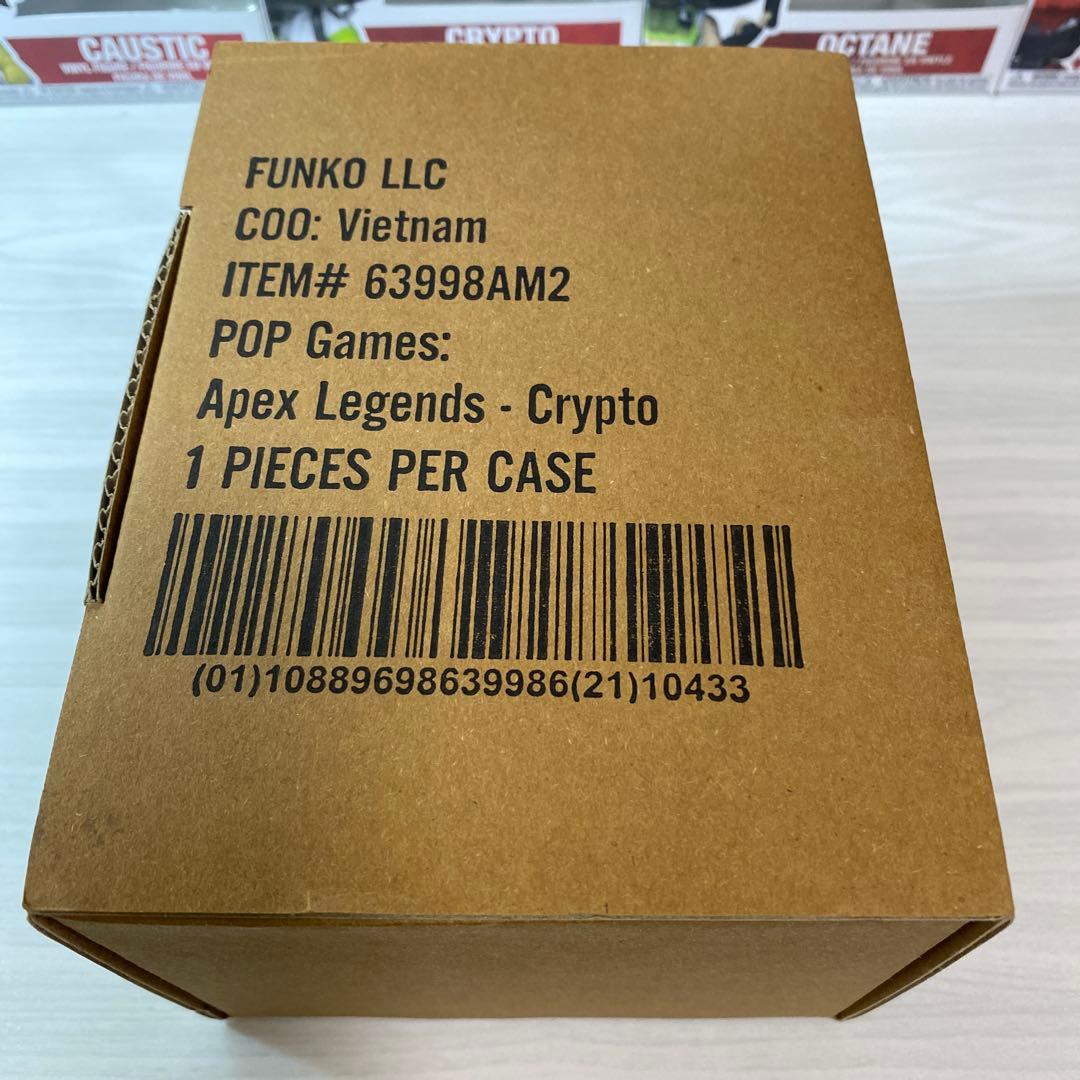 CAUSTIC
CRYPTO
OCTANE
FUNKO LLC
COO: Vietnam
ITEM# 63998AM2
POP Games:
Apex Legends - Crypto
1 PIECES PER CASE
(01)10889698639986(21)10433